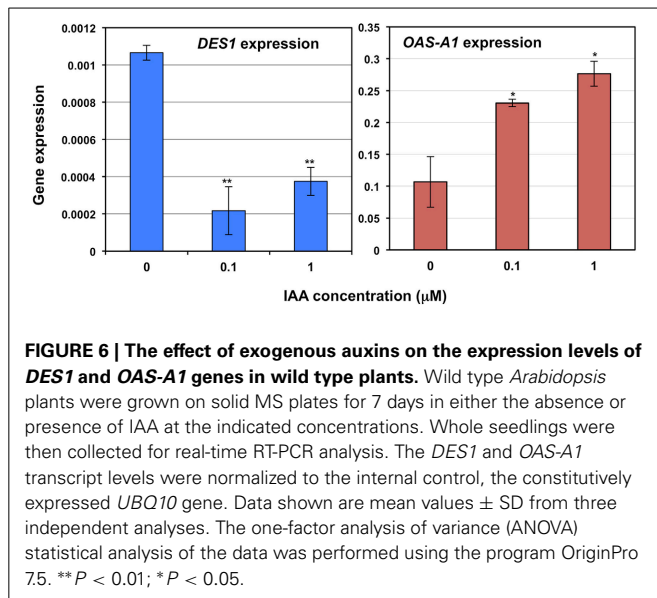 DES1 expression
OAS-A1 expression
Gene expression
0.0012
0.001
0.0008
0.0006
0.0004
0.0002
0
**
**
0
0.1
1
0.35
0.3
0.25
0.2
0.15
0.1
0.05
0
*
*
0
0.1
1
IAA concentration (μM)
FIGURE 6 | The effect of exogenous auxins on the expression levels of
DES1 and OAS-A1 genes in wild type plants. Wild type Arabidopsis
plants were grown on solid MS plates for 7 days in either the absence or
presence of IAA at the indicated concentrations. Whole seedlings were
then collected for real-time RT-PCR analysis. The DES1 and OAS-A1
transcript levels were normalized to the internal control, the constitutively
expressed UBQ10 gene. Data shown are mean values ± SD from three
independent analyses. The one-factor analysis of variance (ANOVA)
statistical analysis of the data was performed using the program OriginPro
7.5. **P < 0.01; *P < 0.05.